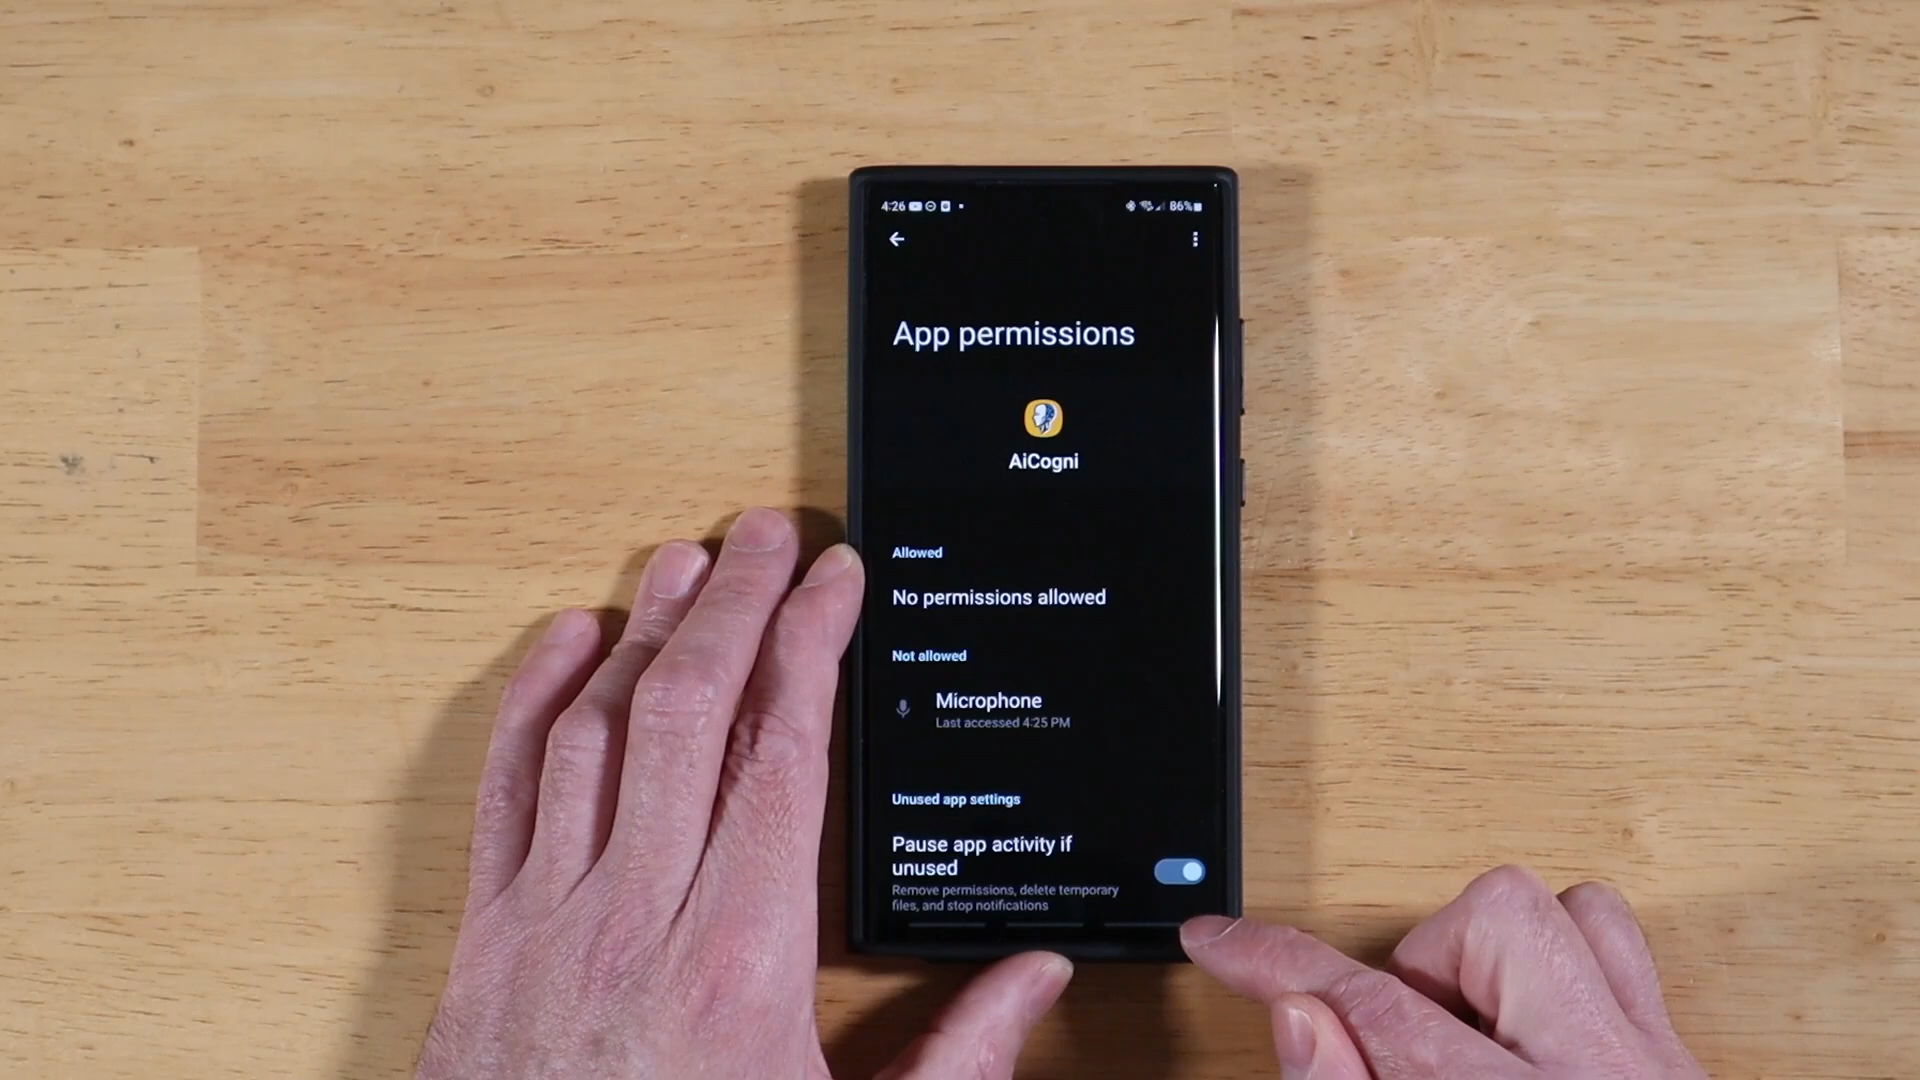 4:26 86%
App permissions
AiCogni
Allowed
No permissions allowed
Not allowed
Microphone
Last accessed 4:25 PM
Unused app settings
Pause app activity if
unused
Remove permissions, delete temporary
files, and stop notifications